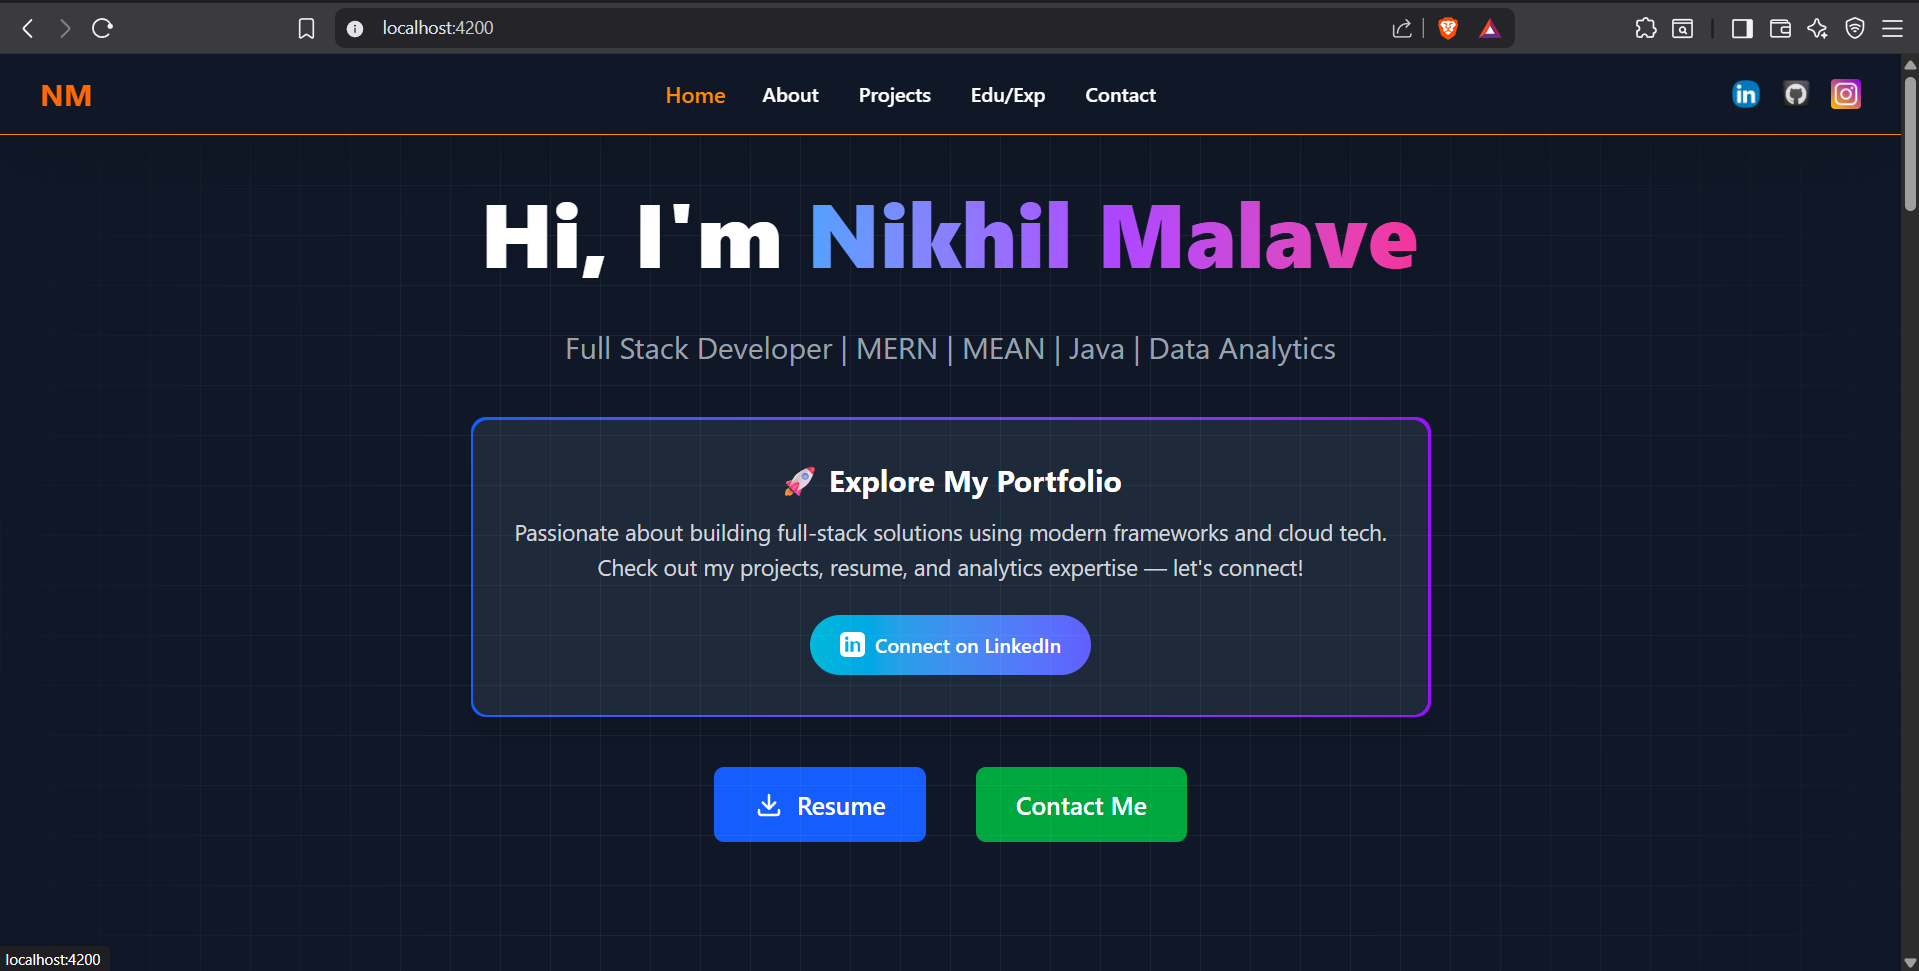 localhost:4200
NM
Home About Projects Edu/Exp Contact
Hi, I'm Nikhil Malave
Full Stack Developer | MERN | MEAN | Java | Data Analytics
🚀 Explore My Portfolio
Passionate about building full-stack solutions using modern frameworks and cloud tech.
Check out my projects, resume, and analytics expertise — let's connect!
in Connect on LinkedIn
Resume
Contact Me
localhost:4200